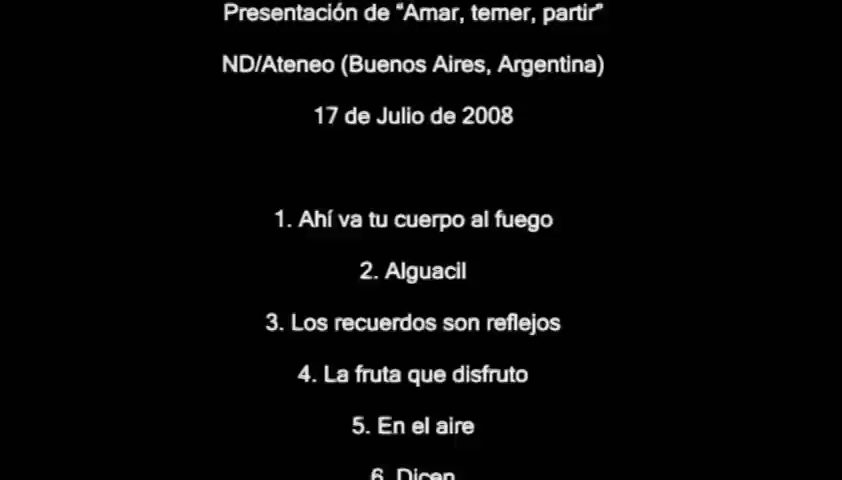 Presentación de “Amar, temer, partir”
ND/Ateneo (Buenos Aires, Argentina)
17 de Julio de 2008
1. Ahí va tu cuerpo al fuego
2. Alguacil
3. Los recuerdos son reflejos
4. La fruta que disfruto
5. En el aire
6. Dicen